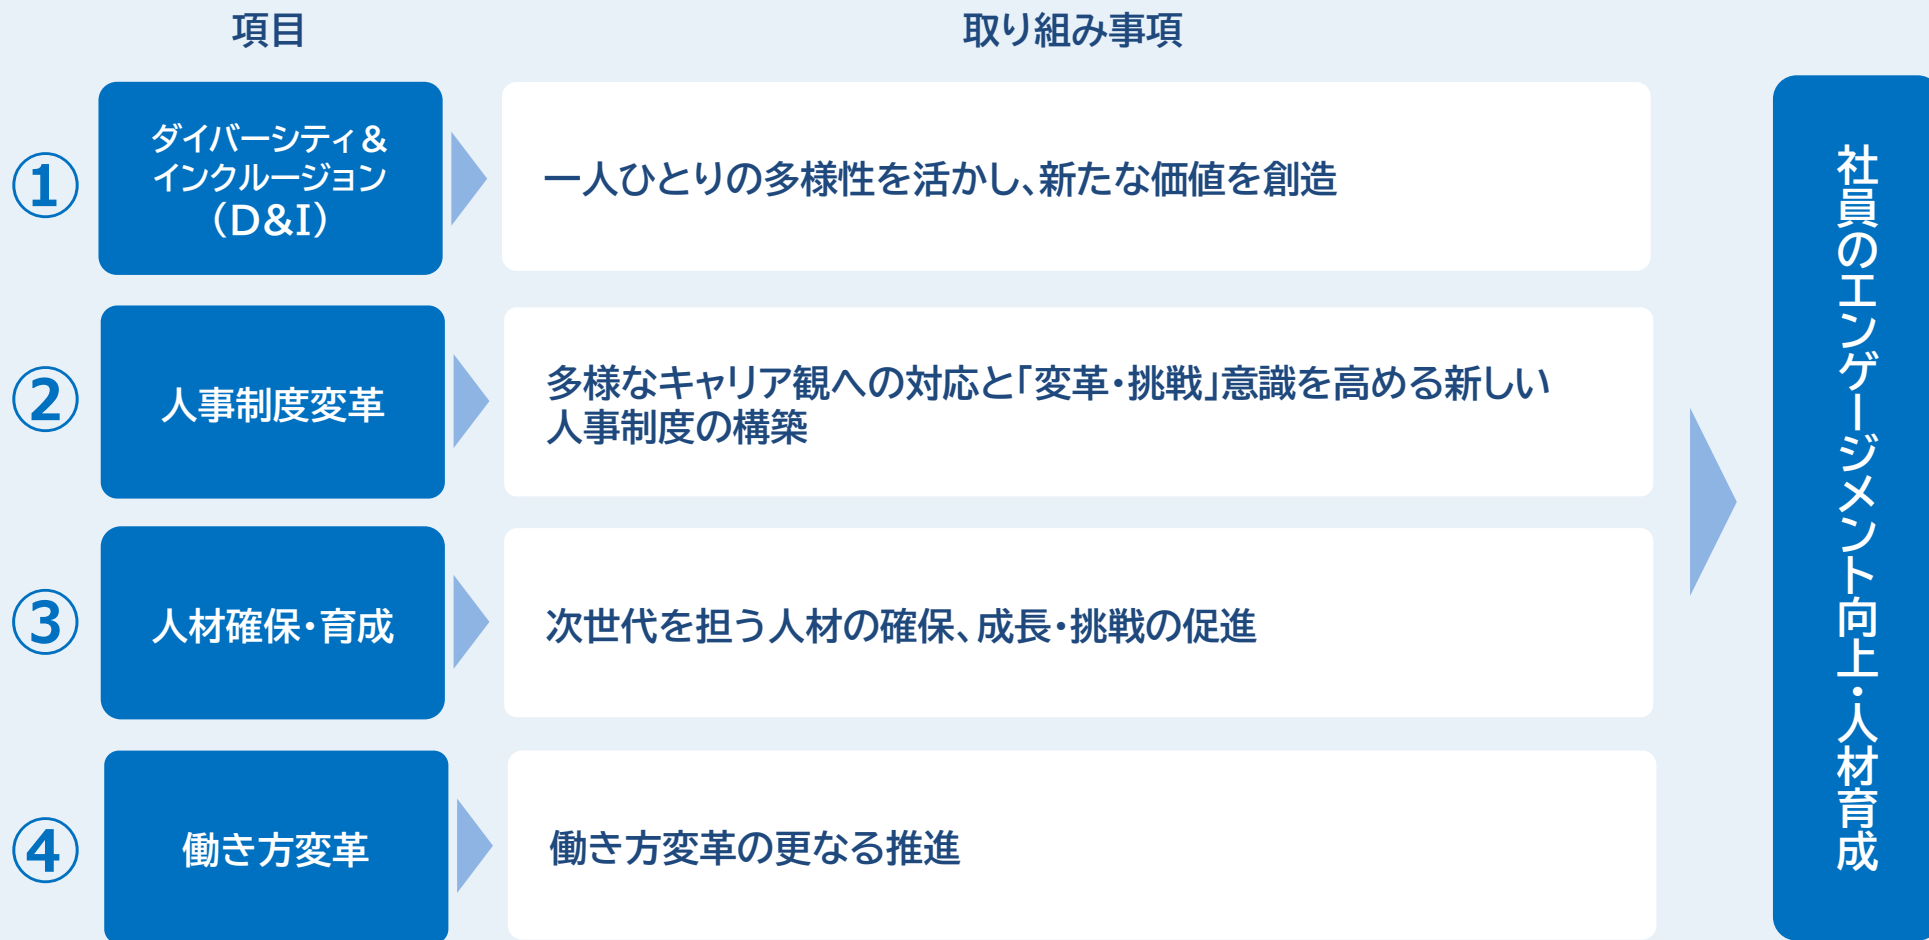 項目
取り組み事項
①
ダイバーシティ＆
インクルージョン
（D&I）
一人ひとりの多様性を活かし、新たな価値を創造
②
人事制度変革
多様なキャリア観への対応と「変革・挑戦」意識を高める新しい
人事制度の構築
③
人材確保・育成
次世代を担う人材の確保、成長・挑戦の促進
④
働き方変革
働き方変革の更なる推進
社員のエンゲージメント向上・人材育成